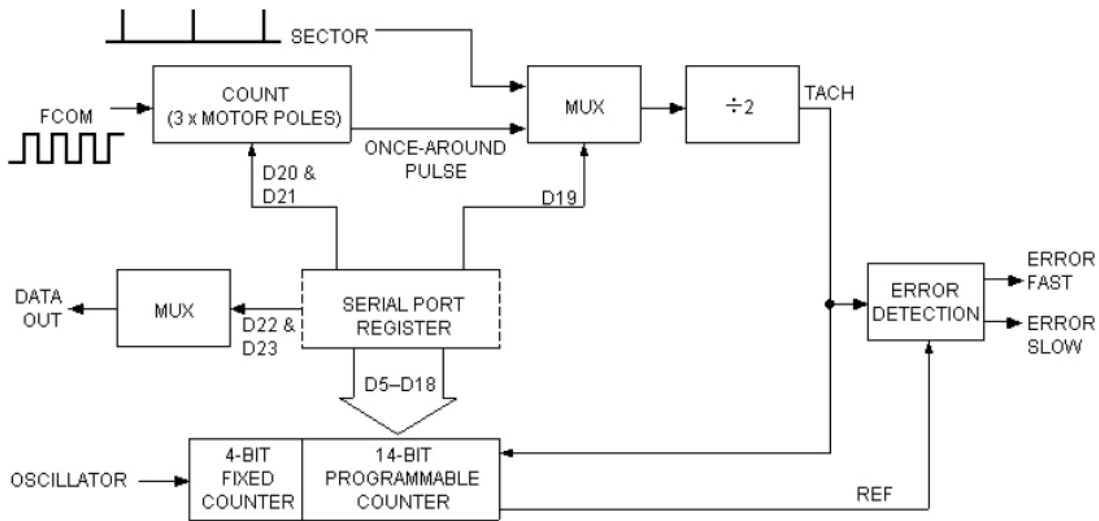 SECTOR
FCOM
COUNT
(3 x MOTOR POLES)
MUX
÷2
TACH
ONCE-AROUND
PULSE
D20 &
D21
D19
DATA
OUT
MUX
D22 &
D23
SERIAL PORT
REGISTER
ERROR
DETECTION
ERROR
FAST
ERROR
SLOW
D5–D18
OSCILLATOR
4-BIT
FIXED
COUNTER
14-BIT
PROGRAMMABLE
COUNTER
REF